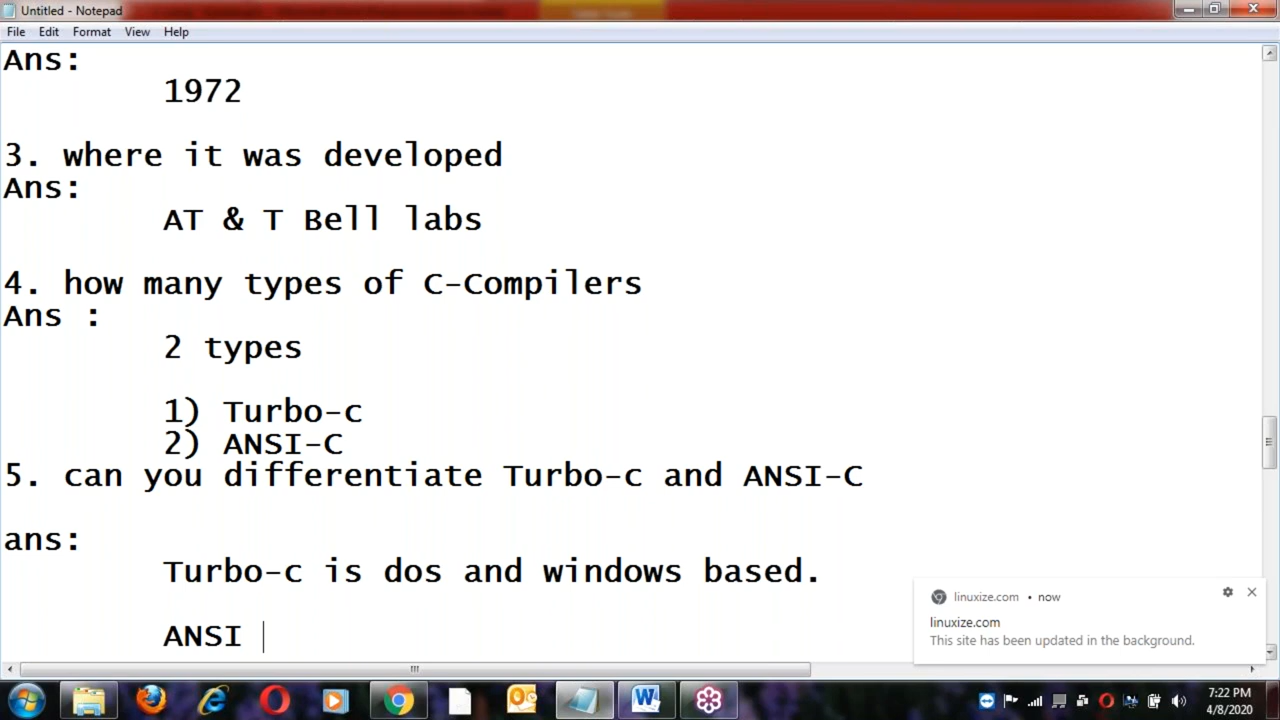 Untitled - Notepad
File Edit Format View Help
Ans:
1972
3. where it was developed
Ans:
AT & T Bell labs
4. how many types of C-Compilers
Ans :
2 types
1) Turbo-c
2) ANSI-C
5. can you differentiate Turbo-c and ANSI-C
ans:
Turbo-c is dos and windows based.
ANSI
linuxize.com • now
linuxize.com
This site has been updated in the background.
7:22 PM
4/8/2020